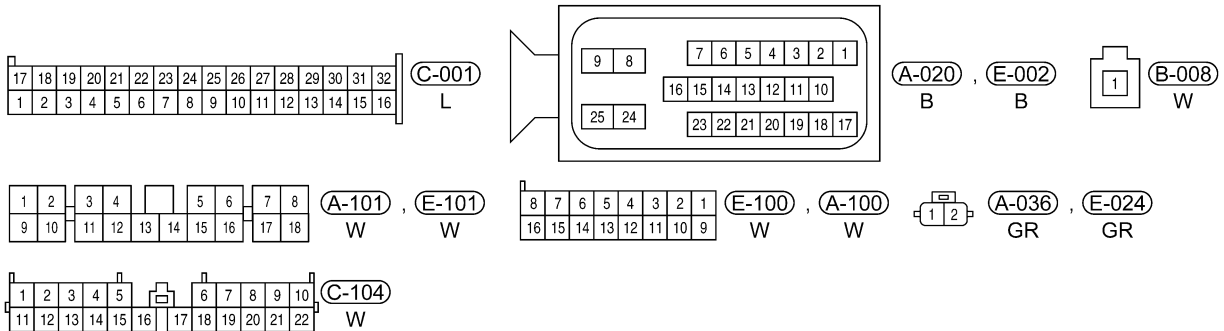 17 18 19 20 21 22 23 24 25 26 27 28 29 30 31 32
1 2 3 4 5 6 7 8 9 10 11 12 13 14 15 16
C-001
L
9 8
7 6 5 4 3 2 1
16 15 14 13 12 11 10
25 24
23 22 21 20 19 18 17
A-020 , E-002
B B
1
B-008
W
1 2 3 4 5 6 7 8
9 10 11 12 13 14 15 16 17 18
A-101 , E-101
W W
8 7 6 5 4 3 2 1
16 15 14 13 12 11 10 9
E-100 , A-100
W W
1 2
A-036 , E-024
GR GR
1 2 3 4 5 6 7 8 9 10
11 12 13 14 15 16 17 18 19 20 21 22
C-104
W